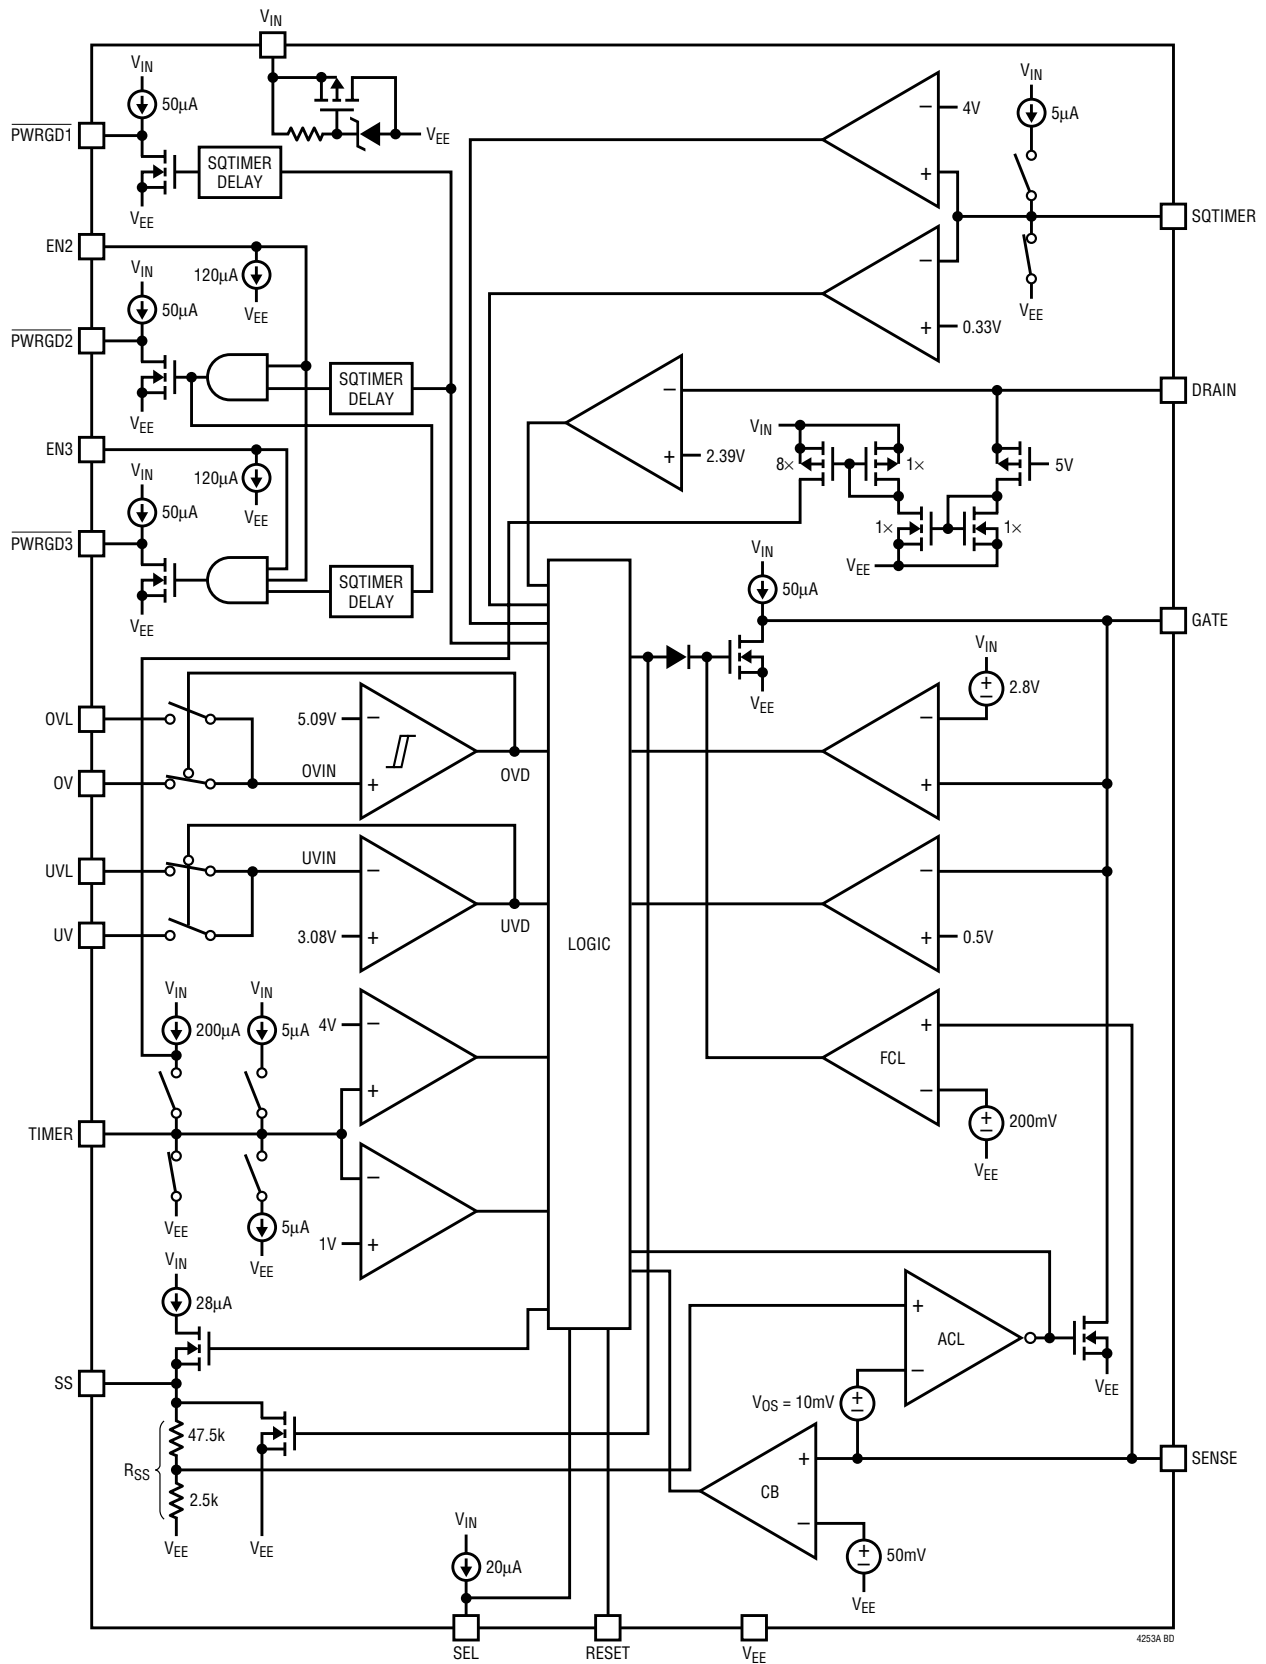 VIN
VIN
50µA
PWRGD1
SQTIMER
DELAY
VEE
VEE
4V
−
+
VIN
5µA
SQTIMER
−
+
0.33V
VEE
EN2
120µA
VEE
VIN
50µA
PWRGD2
SQTIMER
DELAY
VEE
EN3
120µA
VEE
VIN
50µA
PWRGD3
SQTIMER
DELAY
VEE
−
+
2.39V
DRAIN
VIN
8×
1×
5V
1×
1×
VEE
VIN
50µA
GATE
VEE
VIN
+
−
2.8V
−
+
OVL
OV
5.09V
−
OVIN
+
OVD
UVL
UV
UVIN
−
3.08V
+
UVD
LOGIC
−
+
0.5V
VIN
200µA
VIN
5µA
4V
−
+
TIMER
−
1V
+
VEE
5µA
VEE
FCL
+
−
+
−
200mV
VEE
VIN
28µA
SS
47.5k
RSS
2.5k
VEE
VEE
ACL
+
−
VEE
VOS = 10mV
+
−
CB
+
−
SENSE
+
−
50mV
VEE
VIN
20µA
SEL
RESET
VEE
4253A BD